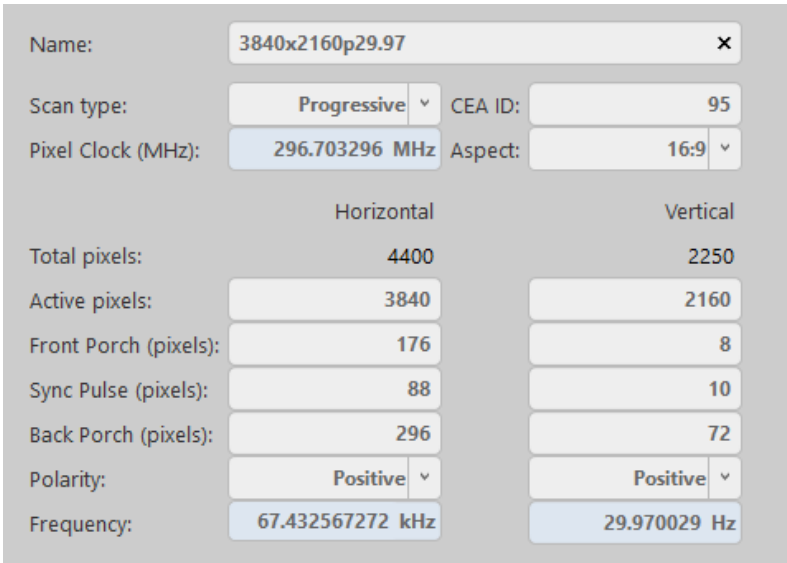 Name: 3840x2160p29.97 ×
Scan type: Progressive CEA ID: 95
Pixel Clock (MHz): 296.703296 MHz Aspect: 16:9
Horizontal Vertical
Total pixels: 4400 2250
Active pixels: 3840 2160
Front Porch (pixels): 176 8
Sync Pulse (pixels): 88 10
Back Porch (pixels): 296 72
Polarity: Positive Positive
Frequency: 67.432567272 kHz 29.970029 Hz